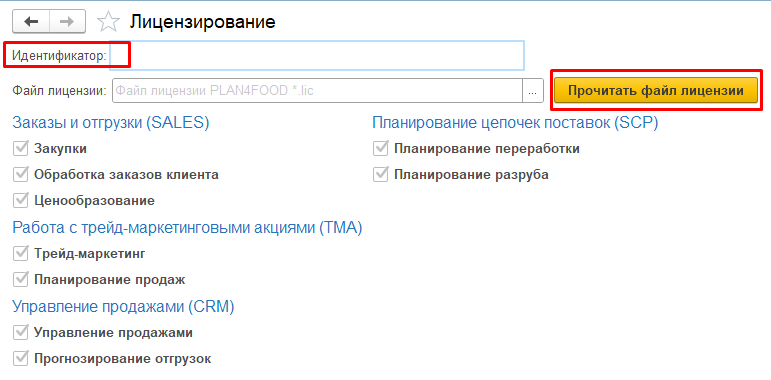 Лицензирование
Идентификатор:
Файл лицензии: Файл лицензии PLAN4FOOD *.lic ... Прочитать файл лицензии
Заказы и отгрузки (SALES) Планирование цепочек поставок (SCP)
Закупки Планирование переработки
Обработка заказов клиента Планирование разруба
Ценообразование
Работа с трейд-маркетинговыми акциями (TMA)
Трейд-маркетинг
Планирование продаж
Управление продажами (CRM)
Управление продажами
Прогнозирование отгрузок